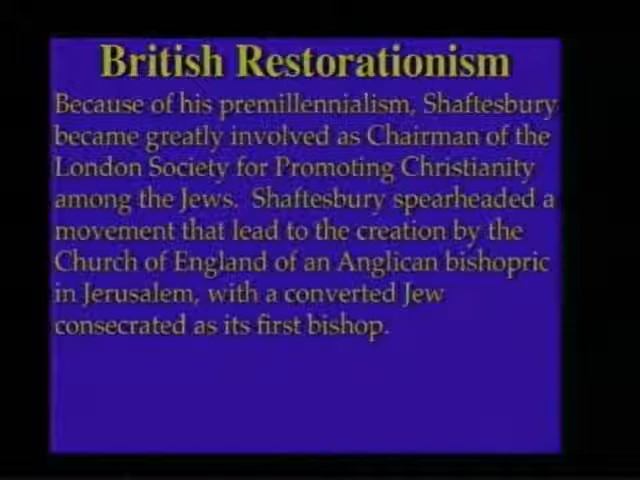 British Restorationism
Because of his premillennialism, Shaftesbury
became greatly involved as Chairman of the
London Society for Promoting Christianity
among the Jews.  Shaftesbury spearheaded a
movement that lead to the creation by the
Church of England of an Anglican bishopric
in Jerusalem, with a converted Jew
consecrated as its first bishop.